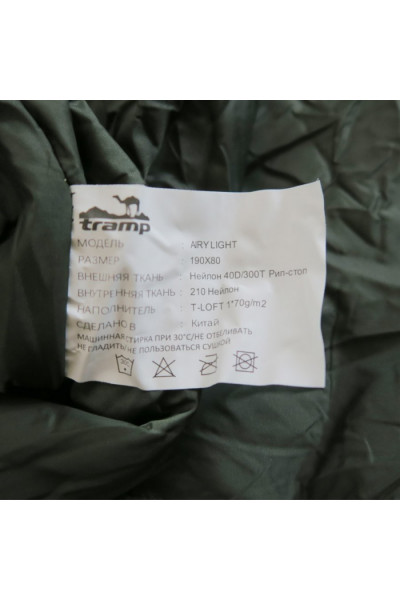 tramp
МОДЕЛЬ : AIRY LIGHT
РАЗМЕР : 190X80
ВНЕШНЯЯ ТКАНЬ : Нейлон 40D/300T Рип-стоп
ВНУТРЕННЯЯ ТКАНЬ : 210 Нейлон
НАПОЛНИТЕЛЬ : T-LOFT 1*70g/m2
СДЕЛАНО В : Китай
МАШИННАЯ СТИРКА ПРИ 30°C/НЕ ОТБЕЛИВАТЬ
НЕ ГЛАДИТЬ/НЕ ПОЛЬЗОВАТЬСЯ СУШКОЙ